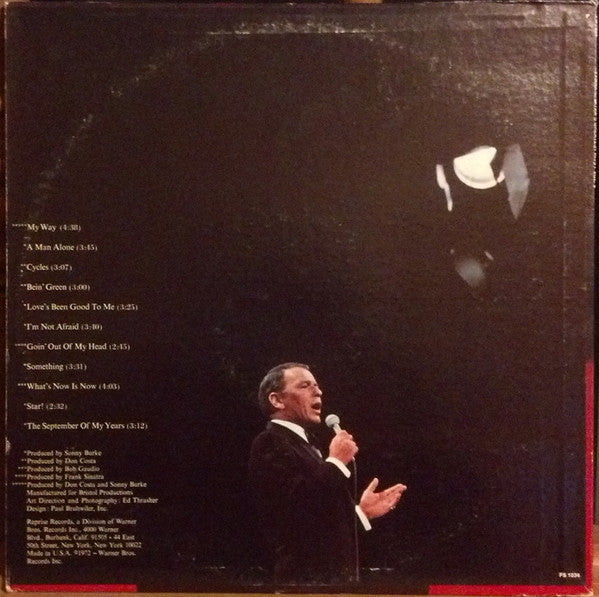 *****My Way (4:38)
*A Man Alone (3:45)
**Cycles (3:07)
**Bein' Green (3:00)
*Love's Been Good To Me (3:25)
*I'm Not Afraid (3:40)
****Goin' Out Of My Head (2:45)
*Something (3:31)
***What's Now Is Now (4:03)
*Star! (2:32)
*The September Of My Years (3:12)
*Produced by Sonny Burke
**Produced by Don Costa
***Produced by Bob Gaudio
****Produced by Frank Sinatra
*****Produced by Don Costa and Sonny Burke
Manufactured for Bristol Productions
Art Direction and Photography: Ed Thrasher
Design: Paul Bruhwiler, Inc.
Reprise Records, a Division of Warner
Bros. Records Inc., 4000 Warner
Blvd., Burbank, Calif. 91505 • 44 East
50th Street, New York, New York 10022
Made in U.S.A. ©1972 – Warner Bros.
Records Inc.
FS 1034